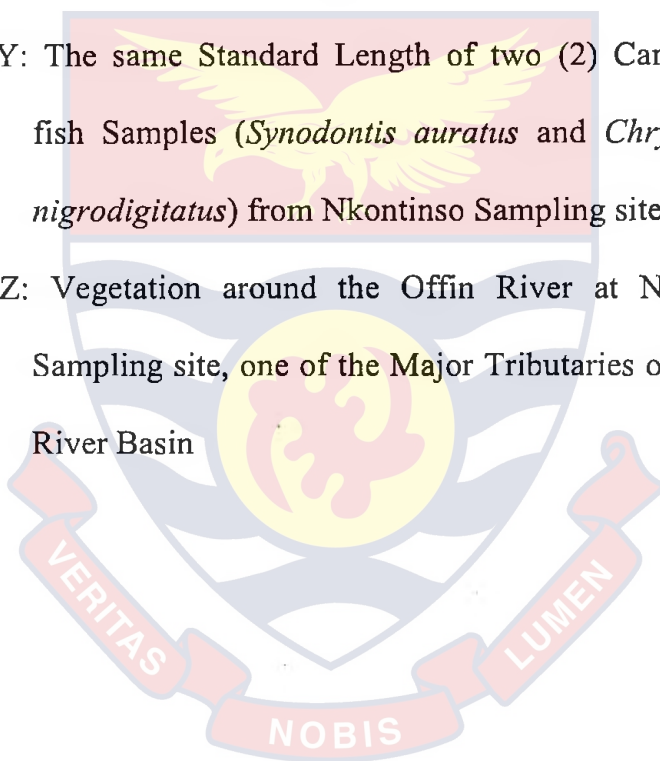 Y: The same Standard Length of two (2) Car
fish Samples (Synodontis auratus and Chry
nigrodigitatus) from Nkontinso Sampling site
Z: Vegetation around the Offin River at N
Sampling site, one of the Major Tributaries o
River Basin
VERITAS
NOBIS
LUMEN